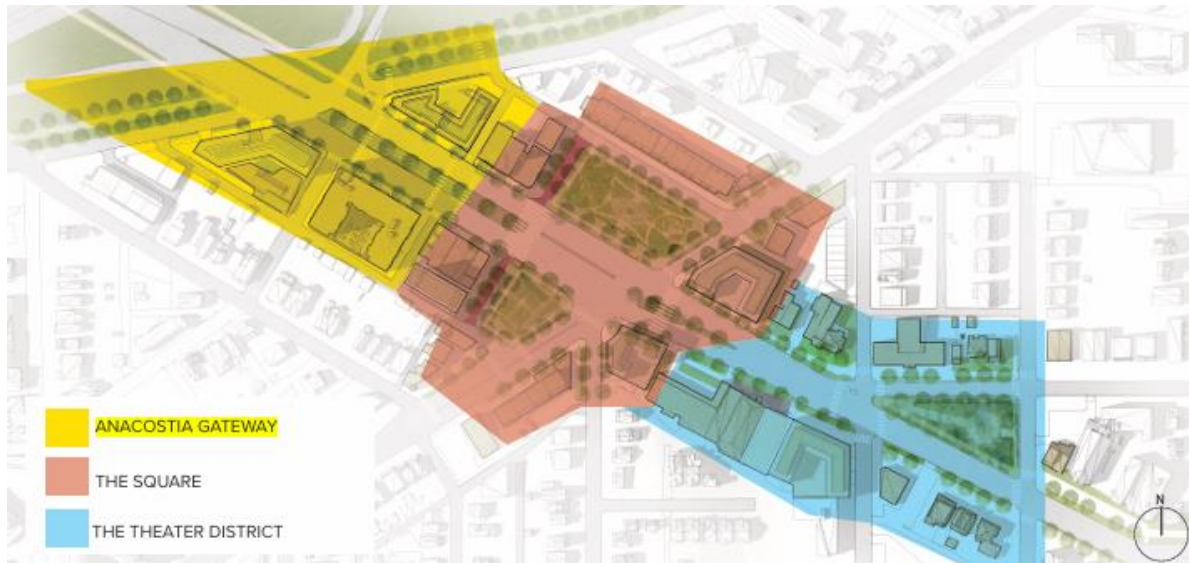 ANACOSTIA GATEWAY
THE SQUARE
THE THEATER DISTRICT
N